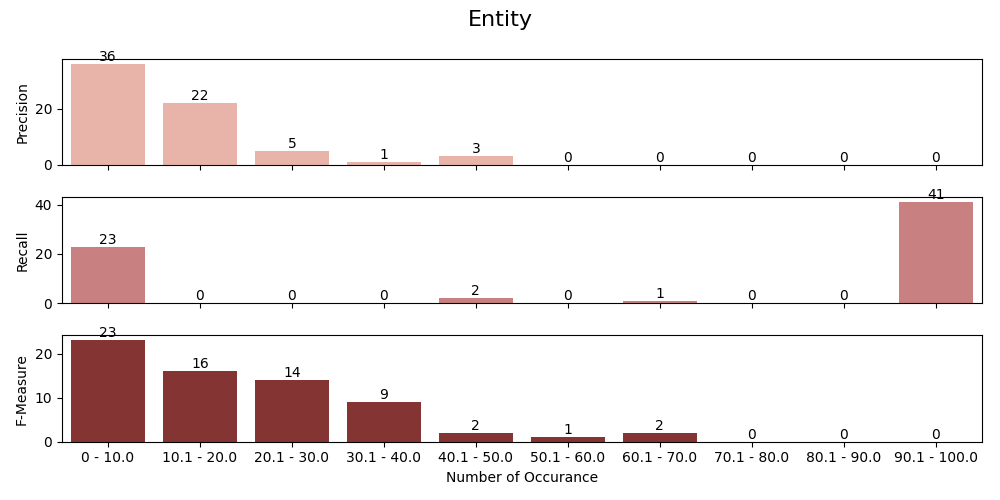 Entity
Precision
20
0
36
22
5
1
3
0
0
0
0
0
Recall
40
20
0
23
0
0
0
2
0
1
0
0
41
F-Measure
20
10
0
23
16
14
9
2
1
2
0
0
0
0 - 10.0
10.1 - 20.0
20.1 - 30.0
30.1 - 40.0
40.1 - 50.0
50.1 - 60.0
60.1 - 70.0
70.1 - 80.0
80.1 - 90.0
90.1 - 100.0
Number of Occurance